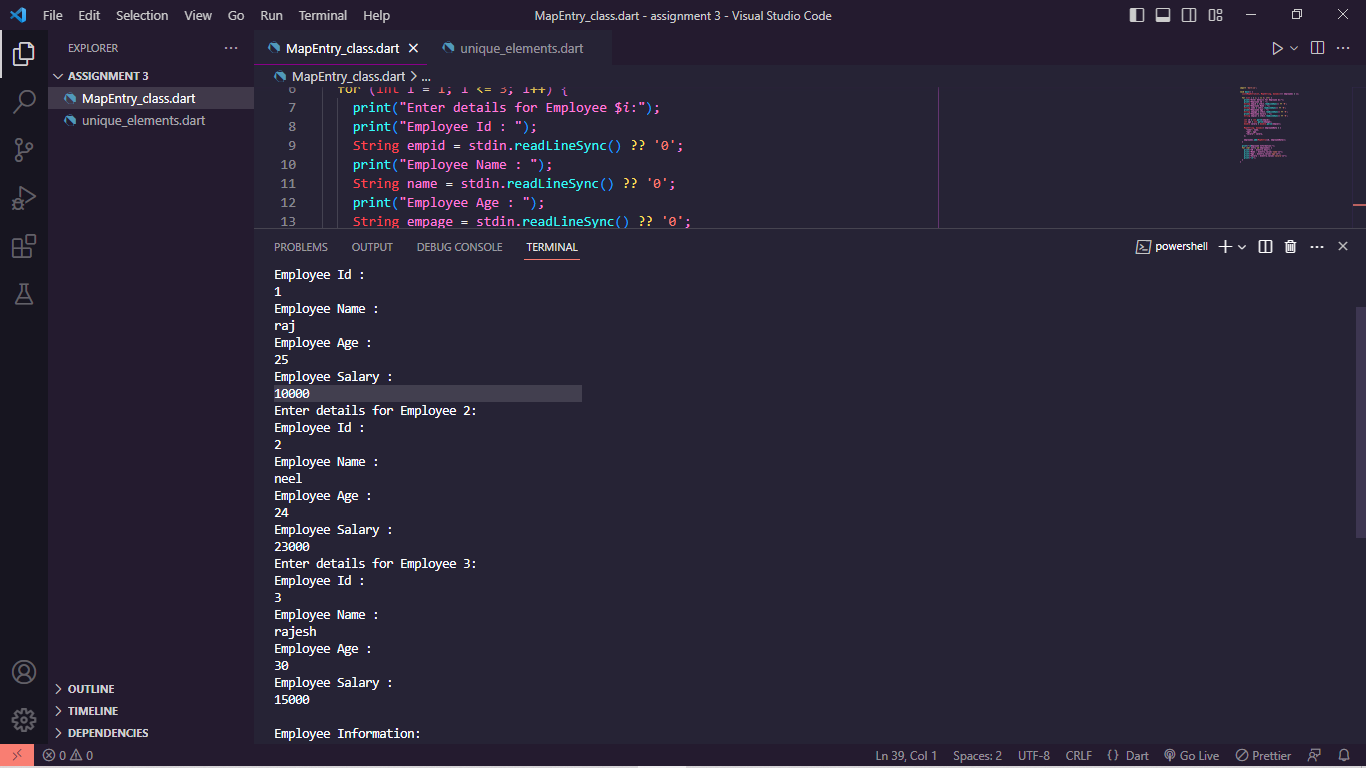 File Edit Selection View Go Run Terminal Help MapEntry_class.dart - assignment 3 - Visual Studio Code
EXPLORER
ASSIGNMENT 3
MapEntry_class.dart
unique_elements.dart
OUTLINE
TIMELINE
DEPENDENCIES
MapEntry_class.dart unique_elements.dart
MapEntry_class.dart > ...
6 for (int i = 1; i <= 3; i++) {
7 print("Enter details for Employee $i:");
8 print("Employee Id : ");
9 String empid = stdin.readLineSync() ?? '0';
10 print("Employee Name : ");
11 String name = stdin.readLineSync() ?? '0';
12 print("Employee Age : ");
13 String empage = stdin.readLineSync() ?? '0';
PROBLEMS OUTPUT DEBUG CONSOLE TERMINAL powershell
Employee Id :
1
Employee Name :
raj
Employee Age :
25
Employee Salary :
10000
Enter details for Employee 2:
Employee Id :
2
Employee Name :
neel
Employee Age :
24
Employee Salary :
23000
Enter details for Employee 3:
Employee Id :
3
Employee Name :
rajesh
Employee Age :
30
Employee Salary :
15000
Employee Information:
0 0 Ln 39, Col 1 Spaces: 2 UTF-8 CRLF {} Dart Go Live Prettier